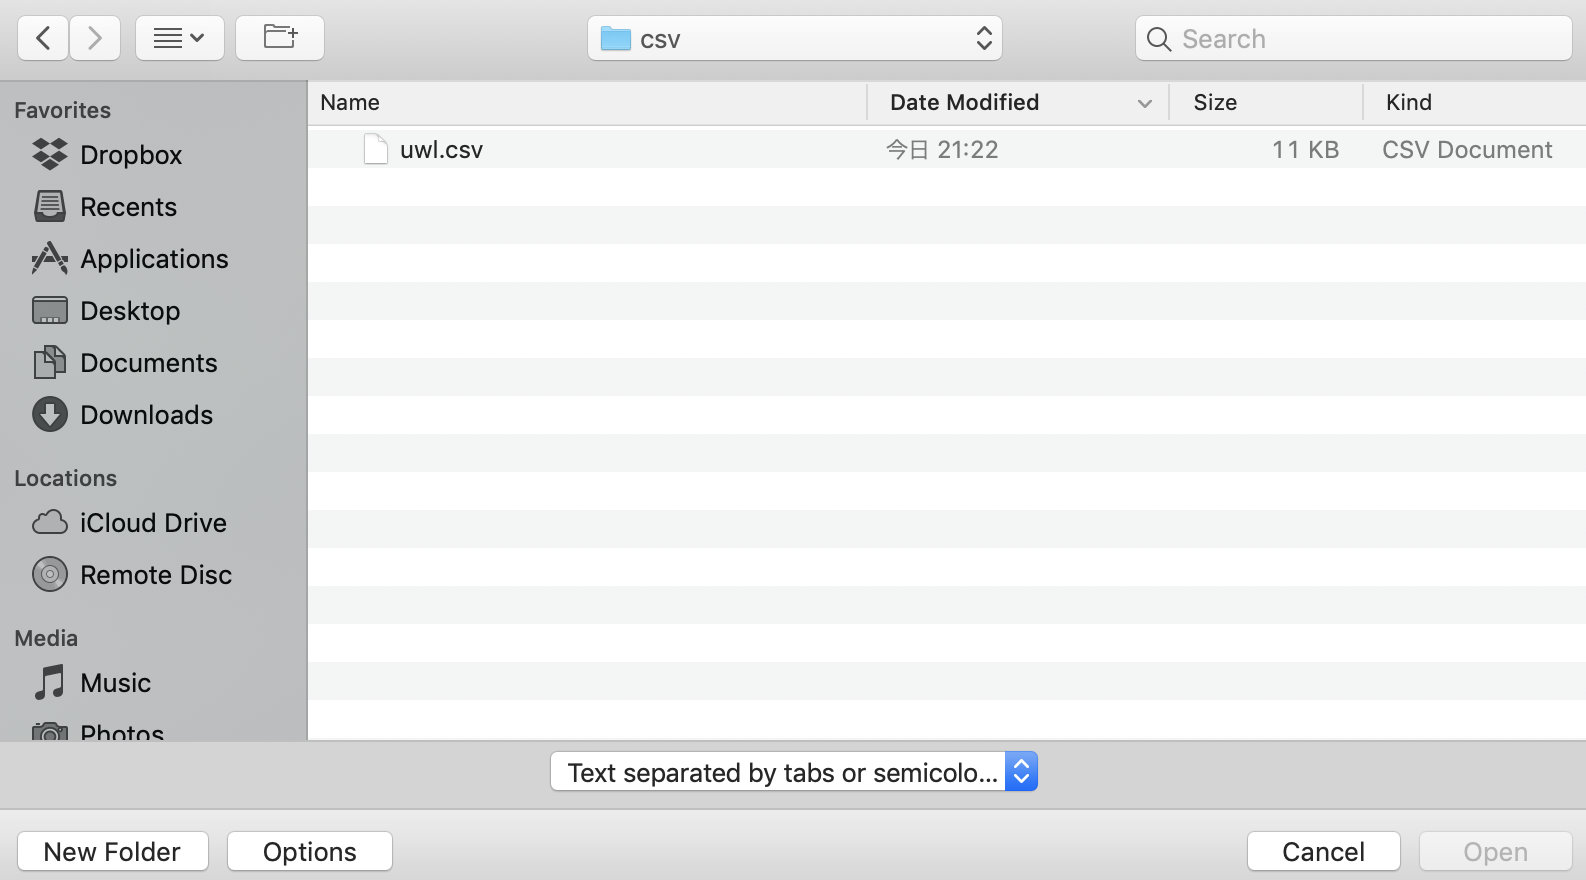 csv
Search
Favorites
Dropbox
Recents
Applications
Desktop
Documents
Downloads
Locations
iCloud Drive
Remote Disc
Media
Music
Photos
Name Date Modified Size Kind
uwl.csv 今日 21:22 11 KB CSV Document
Text separated by tabs or semicolo...
New Folder Options Cancel Open